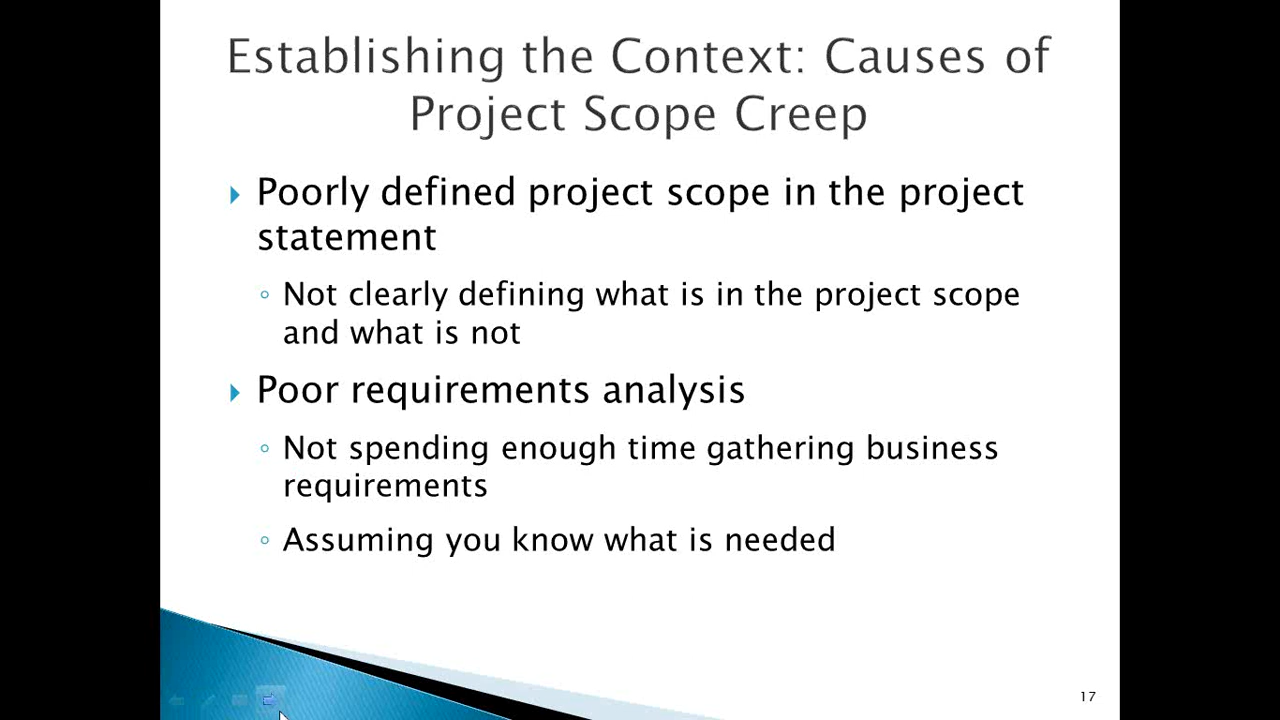 Establishing the Context: Causes of
Project Scope Creep
Poorly defined project scope in the project
statement
Not clearly defining what is in the project scope
and what is not
Poor requirements analysis
Not spending enough time gathering business
requirements
Assuming you know what is needed
17